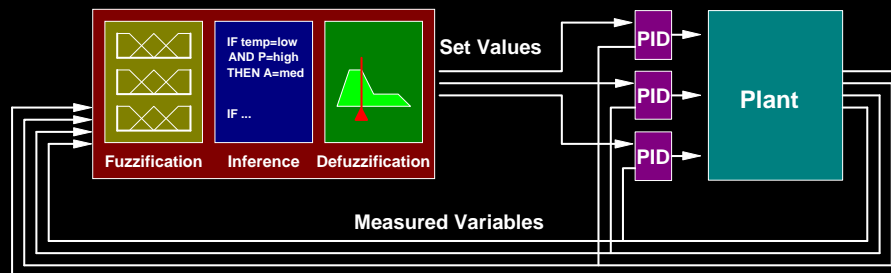 IF temp=low
AND P=high
THEN A=med
IF ...
Fuzzification
Inference
Defuzzification
Set Values
PID
PID
PID
Plant
Measured Variables